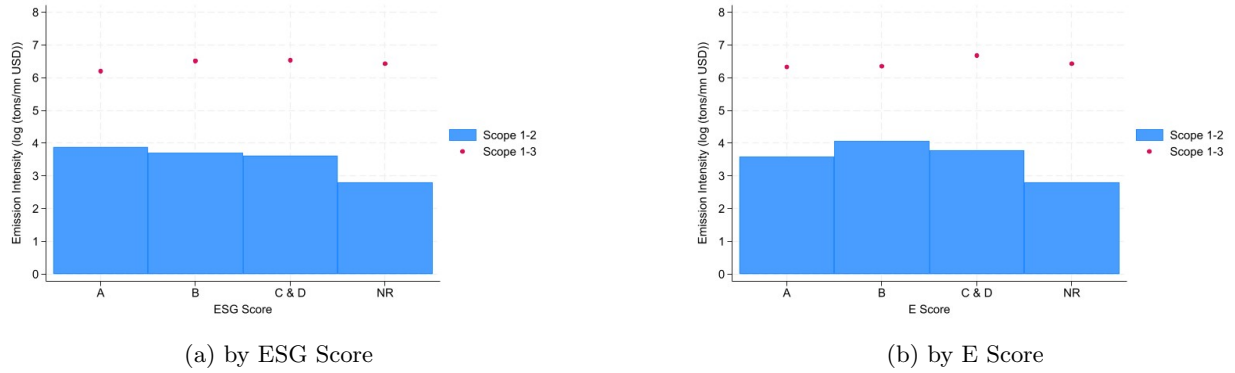 Emission Intensity (log (tons/mn USD))
8
7
6
5
4
3
2
1
0
A B C & D NR
ESG Score
Scope 1-2
Scope 1-3
(a) by ESG Score
Emission Intensity (log (tons/mn USD))
8
7
6
5
4
3
2
1
0
A B C & D NR
E Score
Scope 1-2
Scope 1-3
(b) by E Score